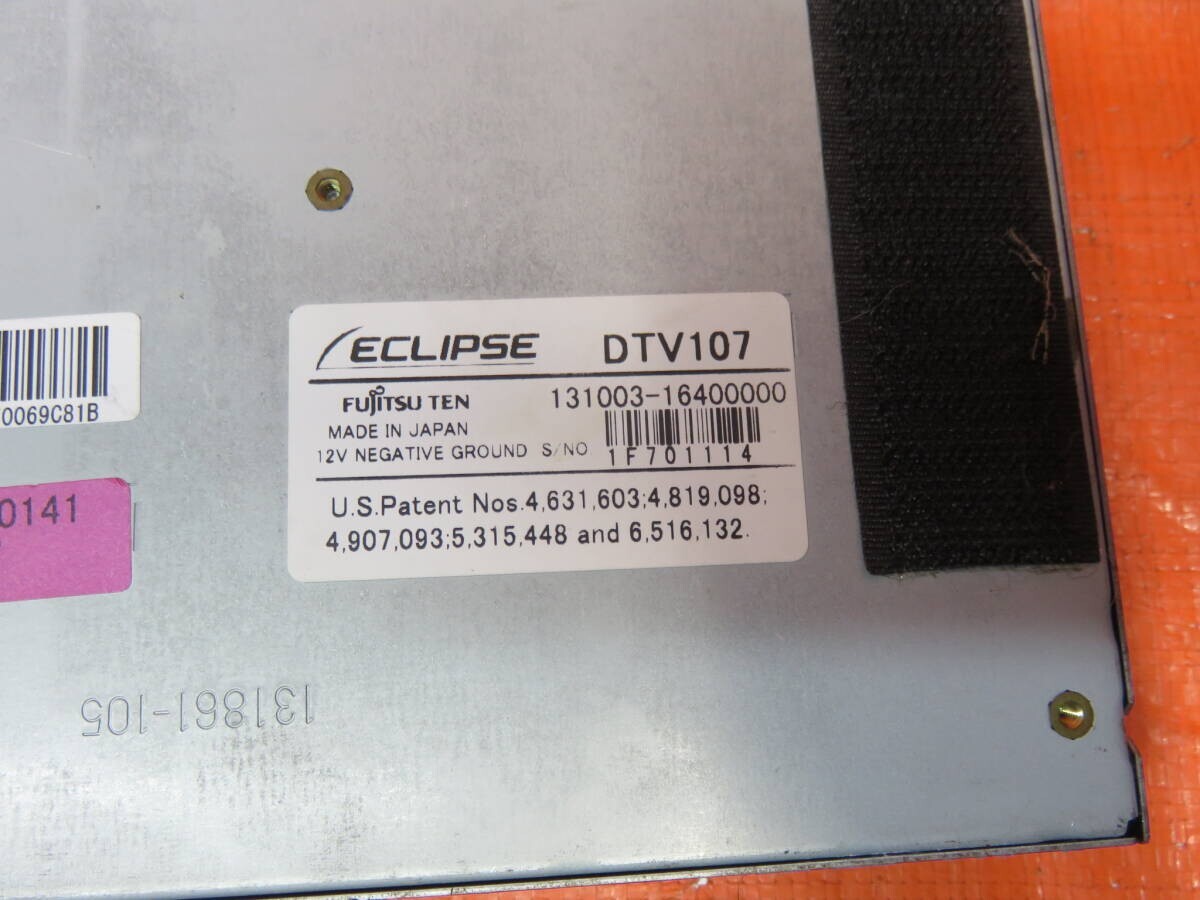 ECLIPSE DTV107
FUJITSU TEN 131003-16400000
MADE IN JAPAN
12V NEGATIVE GROUND S/NO 1F701114
U.S.Patent Nos.4,631,603;4,819,098;
4,907,093;5,315,448 and 6,516,132.
0069C81B
0141
131861-105